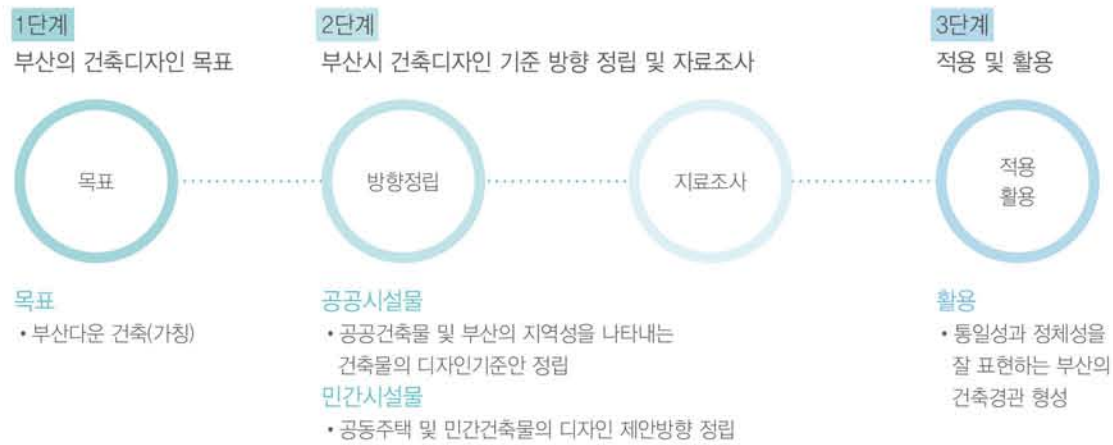 1단계
부산의 건축디자인 목표
2단계
부산시 건축디자인 기준 방향 정립 및 자료조사
3단계
적용 및 활용
목표
방향정립
지료조사
적용
활용
목표
• 부산다운 건축(가칭)
공공시설물
• 공공건축물 및 부산의 지역성을 나타내는
건축물의 디자인기준안 정립
민간시설물
• 공동주택 및 민간건축물의 디자인 제안방향 정립
활용
• 통일성과 정체성을
잘 표현하는 부산의
건축경관 형성